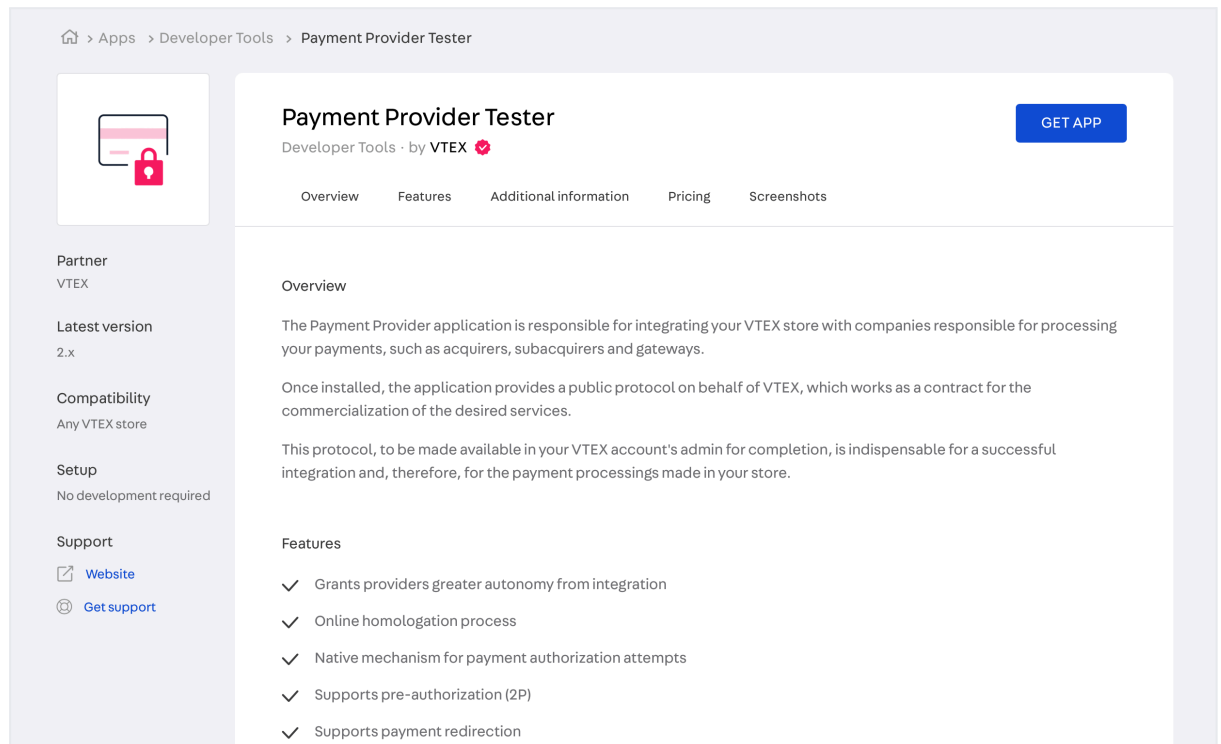 > Apps > Developer Tools > Payment Provider Tester
Payment Provider Tester
GET APP
Developer Tools · by VTEX
Overview Features Additional information Pricing Screenshots
Partner
VTEX
Latest version
2.x
Compatibility
Any VTEX store
Setup
No development required
Support
Website
Get support
Overview
The Payment Provider application is responsible for integrating your VTEX store with companies responsible for processing
your payments, such as acquirers, subacquirers and gateways.
Once installed, the application provides a public protocol on behalf of VTEX, which works as a contract for the
commercialization of the desired services.
This protocol, to be made available in your VTEX account's admin for completion, is indispensable for a successful
integration and, therefore, for the payment processings made in your store.
Features
Grants providers greater autonomy from integration
Online homologation process
Native mechanism for payment authorization attempts
Supports pre-authorization (2P)
Supports payment redirection